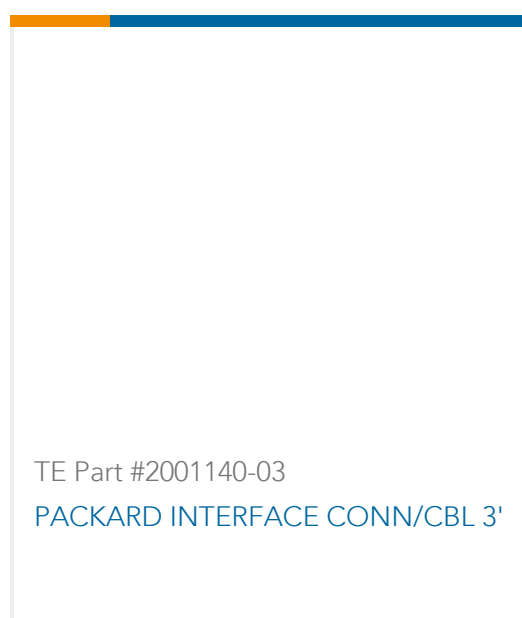 TE Part #2001140-03
PACKARD INTERFACE CONN/CBL 3'